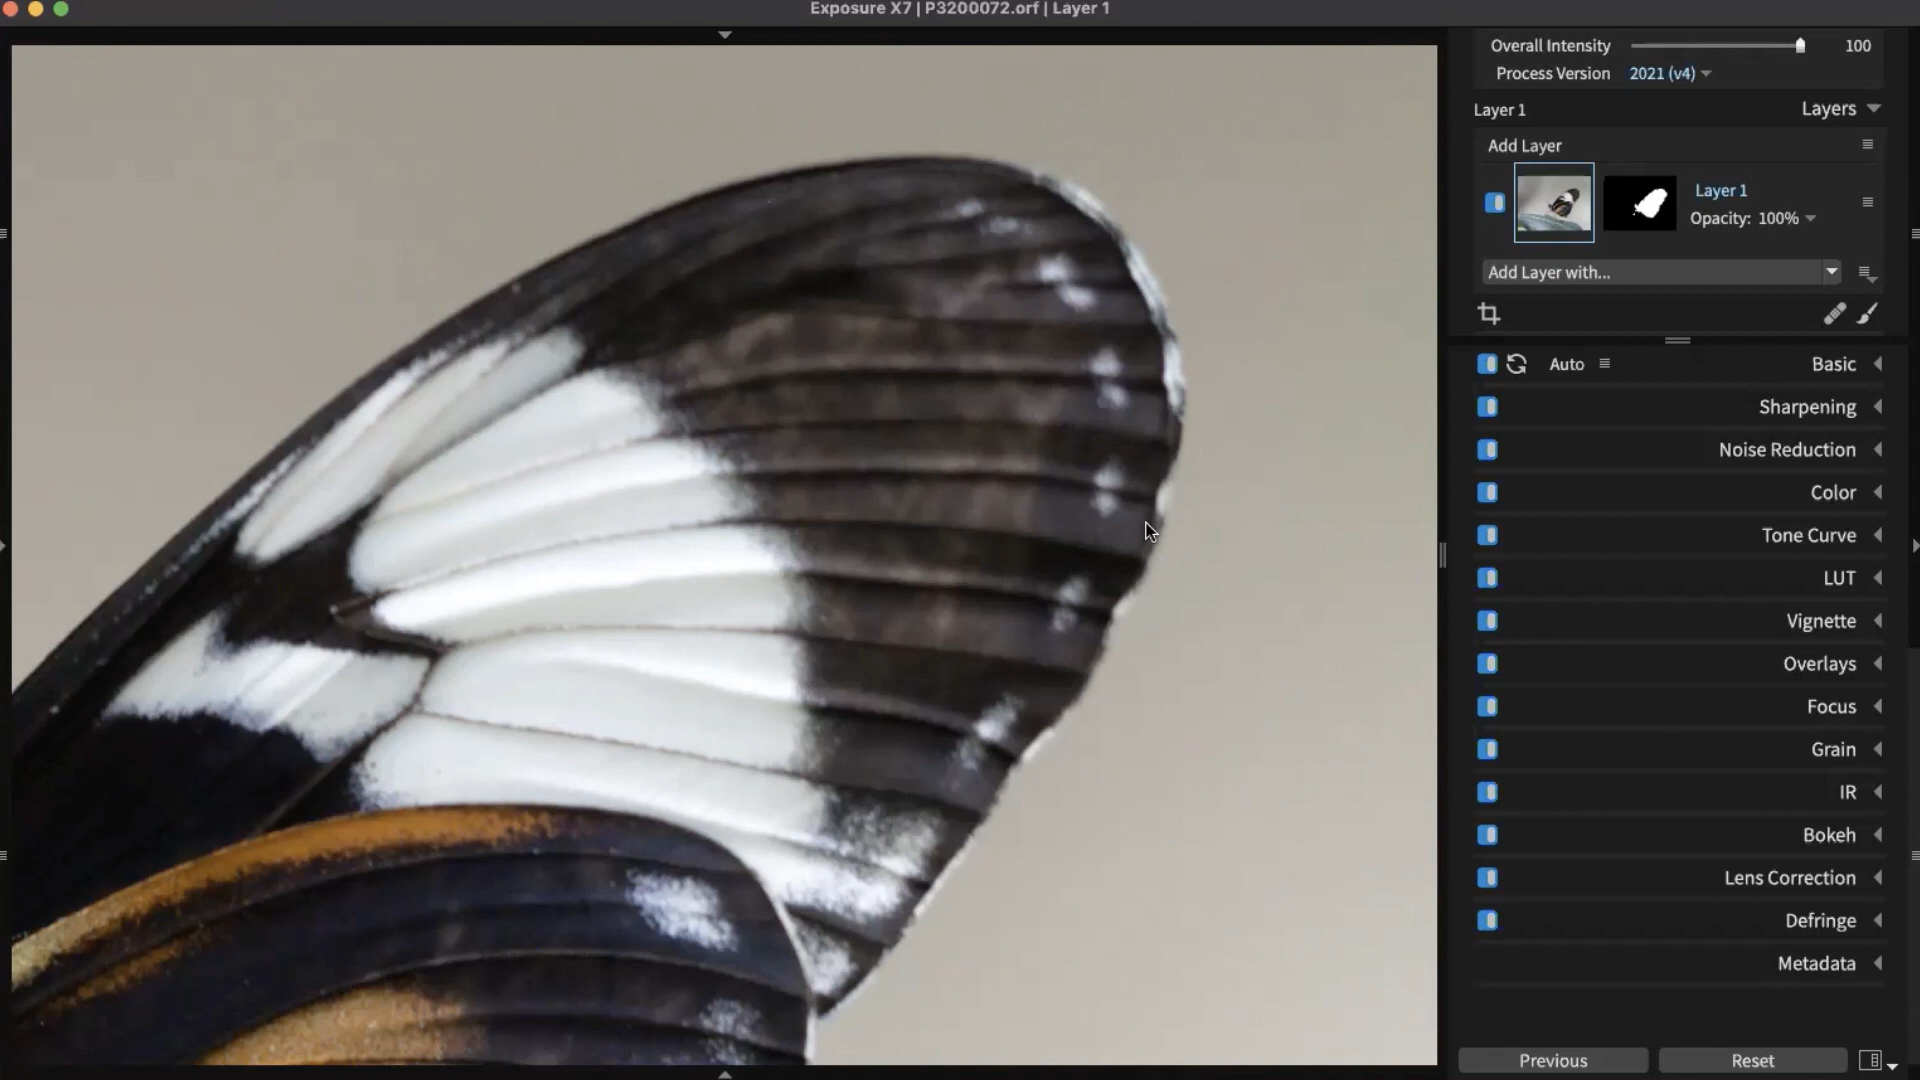 Exposure X7 | P3200072.orf | Layer 1
Overall Intensity 100
Process Version 2021 (v4)
Layer 1 Layers
Add Layer
Layer 1
Opacity: 100%
Add Layer with...
Auto Basic
Sharpening
Noise Reduction
Color
Tone Curve
LUT
Vignette
Overlays
Focus
Grain
IR
Bokeh
Lens Correction
Defringe
Metadata
Previous Reset